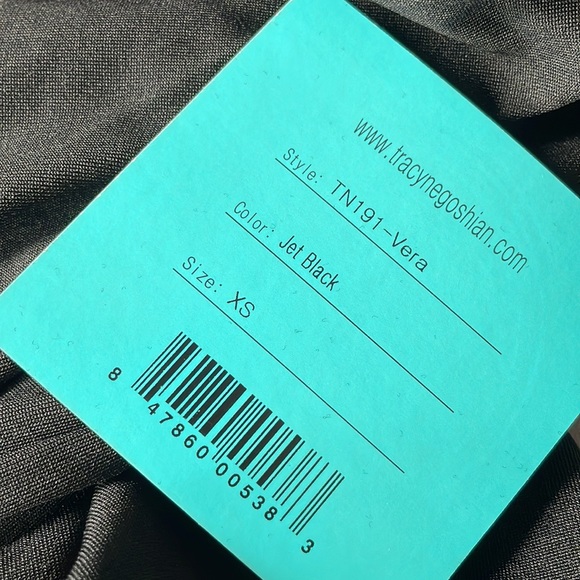 www.tracynegoshian.com
Style: TN191-Vera
Color: Jet Black
Size: XS
8 47860 00538 3